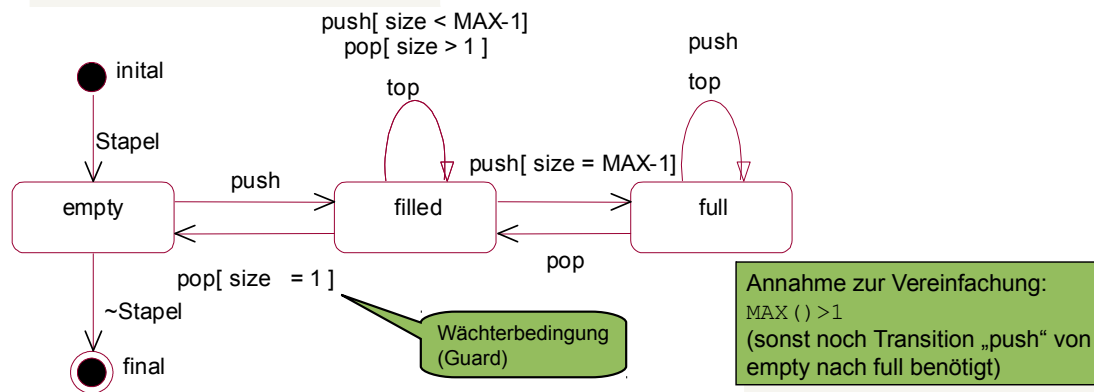 push[ size < MAX-1]
pop[ size > 1 ]
top
push
top
inital
Stapel
push
push[ size = MAX-1]
empty
filled
full
pop[ size   = 1 ]
pop
~Stapel
final
Wächterbedingung
(Guard)
Annahme zur Vereinfachung:
MAX()>1
(sonst noch Transition „push“ von
empty nach full benötigt)